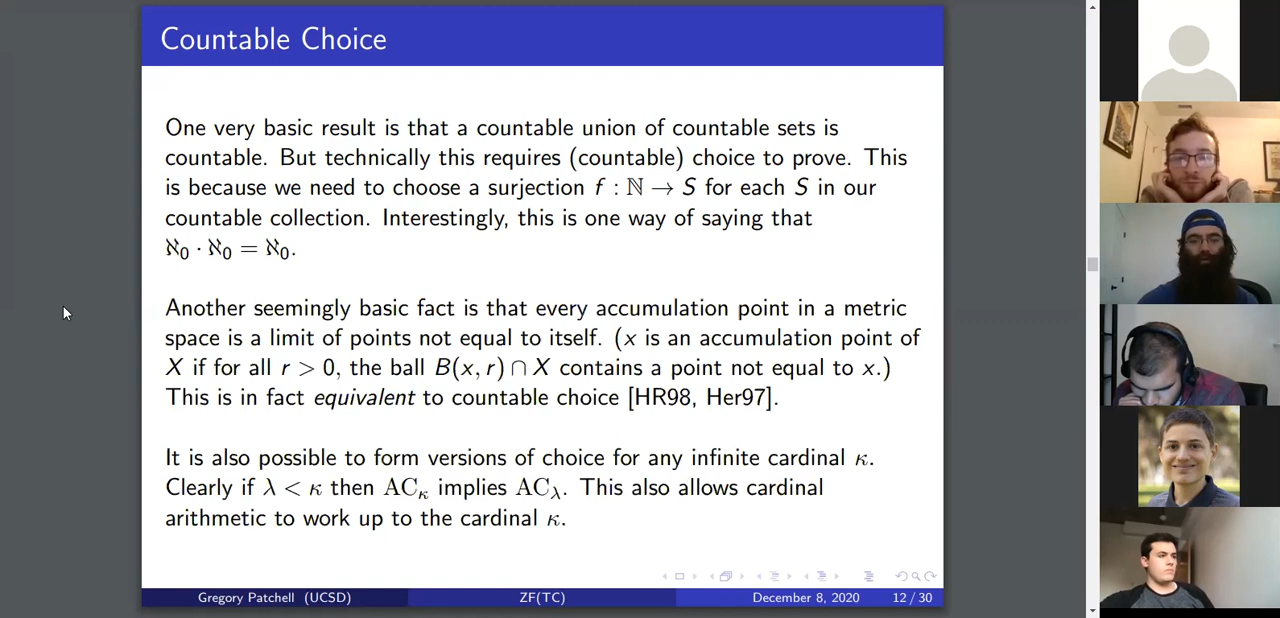 Countable Choice
One very basic result is that a countable union of countable sets is
countable. But technically this requires (countable) choice to prove. This
is because we need to choose a surjection f : ℕ → S for each S in our
countable collection. Interestingly, this is one way of saying that
ℵ₀ · ℵ₀ = ℵ₀.
Another seemingly basic fact is that every accumulation point in a metric
space is a limit of points not equal to itself. (x is an accumulation point of
X if for all r > 0, the ball B(x, r) ∩ X contains a point not equal to x.)
This is in fact equivalent to countable choice [HR98, Her97].
It is also possible to form versions of choice for any infinite cardinal κ.
Clearly if λ < κ then ACκ implies ACλ. This also allows cardinal
arithmetic to work up to the cardinal κ.
Gregory Patchell (UCSD) ZF(TC) December 8, 2020 12 / 30